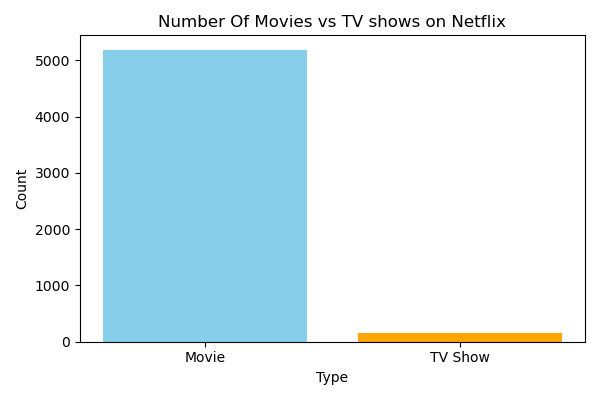 Number Of Movies vs TV shows on Netflix
5000
4000
3000
2000
1000
0
Count
Movie
TV Show
Type